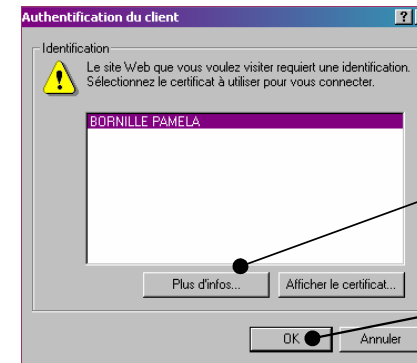 Authentification du client
Identification
Le site Web que vous voulez visiter requiert une identification.
Sélectionnez le certificat à utiliser pour vous connecter.
BORNILLE PAMELA
Plus d'infos... Afficher le certificat...
OK Annuler